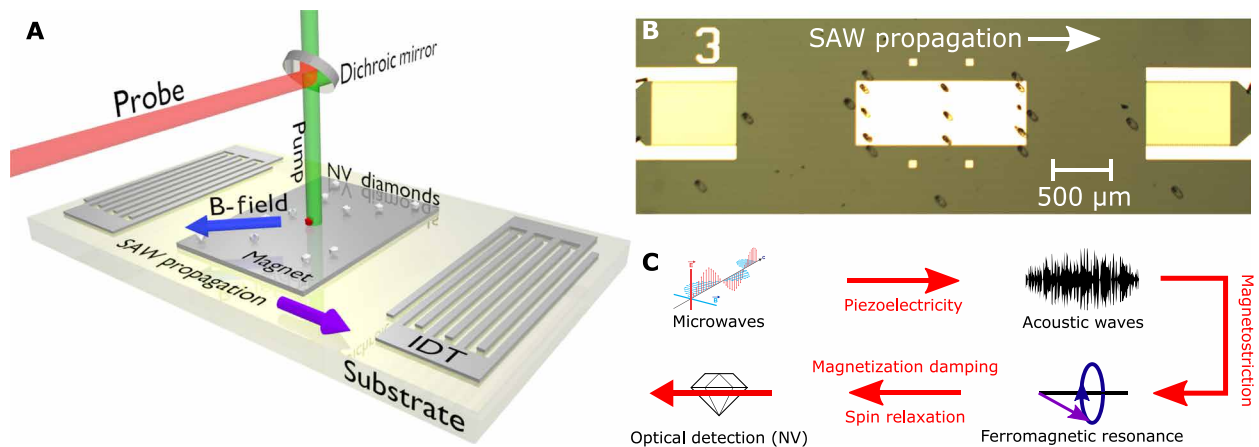 A
Dichroic mirror
Probe
Pump
NV diamonds
B-field
Magnet
SAW propagation
IDT
Substrate
B
3
SAW propagation
500 µm
C
Microwaves
Piezoelectricity
Acoustic waves
Magnetostriction
Magnetization damping
Spin relaxation
Optical detection (NV)
Ferromagnetic resonance